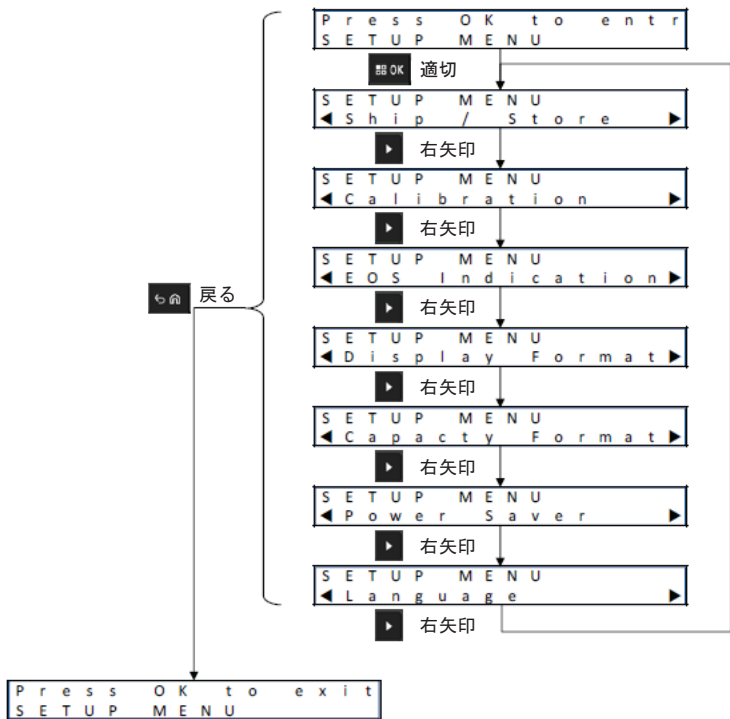 Press OK to entr
SETUP MENU
OK 適切
SETUP MENU
◀Ship / Store ▶
右矢印
SETUP MENU
◀Calibration ▶
右矢印
SETUP MENU
◀EOS Indication▶
戻る
右矢印
SETUP MENU
◀Display Format▶
右矢印
SETUP MENU
◀Capacty Format▶
右矢印
SETUP MENU
◀Power Saver ▶
右矢印
SETUP MENU
◀Language ▶
右矢印
Press OK to exit
SETUP MENU